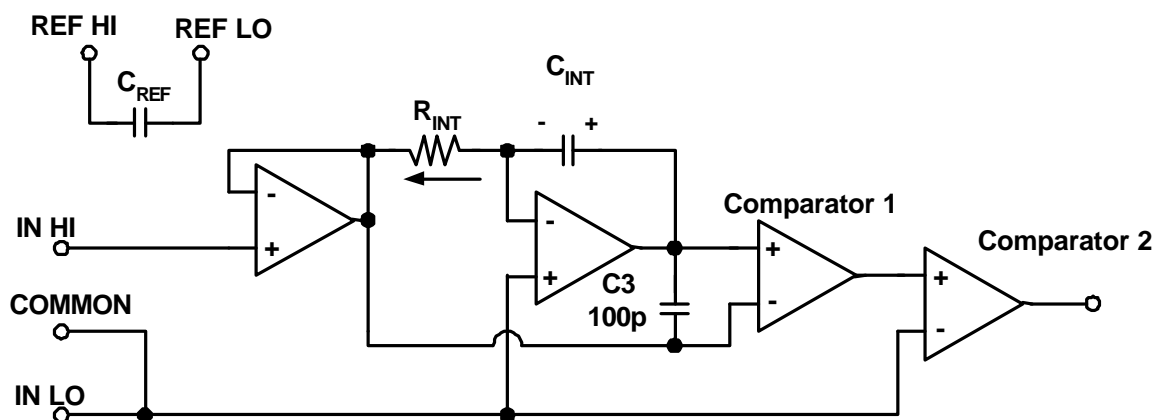 REF HI REF LO
C_REF
C_INT
R_INT
- +
-
+
IN HI
-
+
Comparator 1
+
-
Comparator 2
+
-
C3
100p
COMMON
IN LO